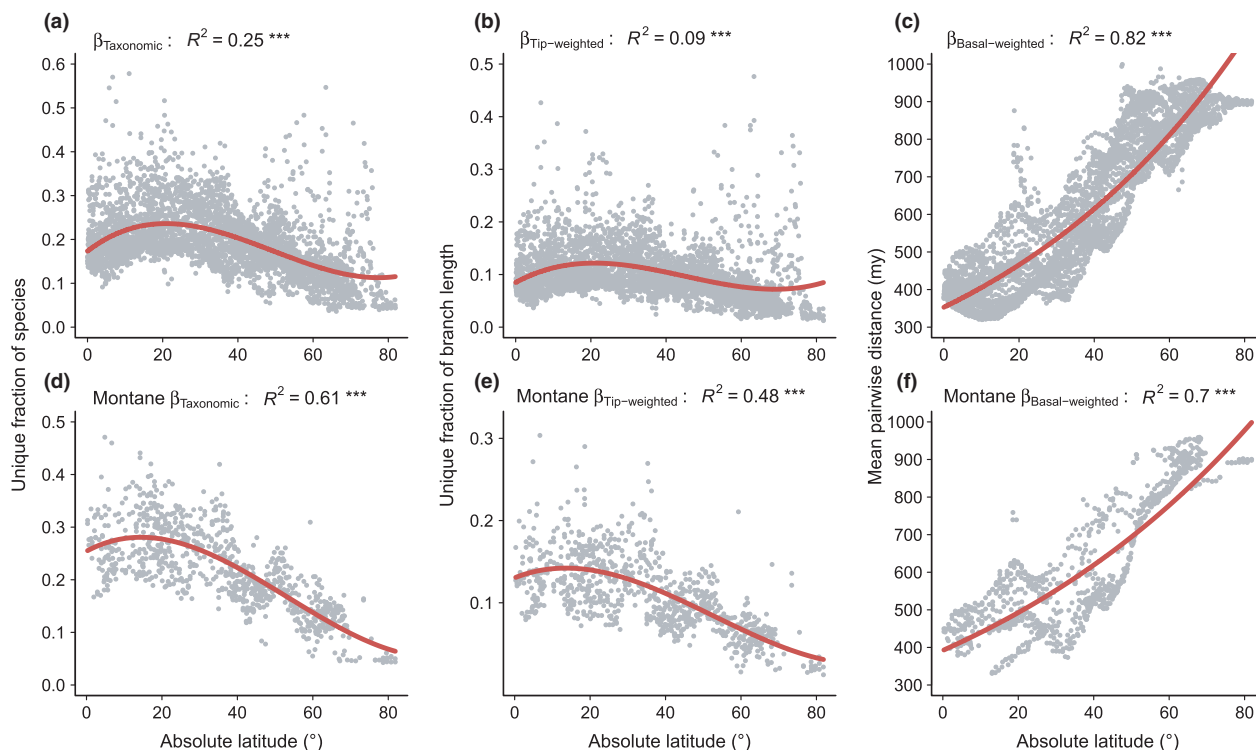 (a)
β Taxonomic : R² = 0.25 ***
Unique fraction of species
0.6
0.5
0.4
0.3
0.2
0.1
0.0
0 20 40 60 80
(b)
β Tip−weighted : R² = 0.09 ***
Unique fraction of branch length
0.5
0.4
0.3
0.2
0.1
0.0
0 20 40 60 80
(c)
β Basal−weighted : R² = 0.82 ***
Mean pairwise distance (my)
1000
900
800
700
600
500
400
300
0 20 40 60 80
(d)
Montane β Taxonomic : R² = 0.61 ***
0.5
0.4
0.3
0.2
0.1
0.0
0 20 40 60 80
Absolute latitude (°)
(e)
Montane β Tip−weighted : R² = 0.48 ***
0.3
0.2
0.1
0 20 40 60 80
Absolute latitude (°)
(f)
Montane β Basal−weighted : R² = 0.7 ***
1000
900
800
700
600
500
400
300
0 20 40 60 80
Absolute latitude (°)